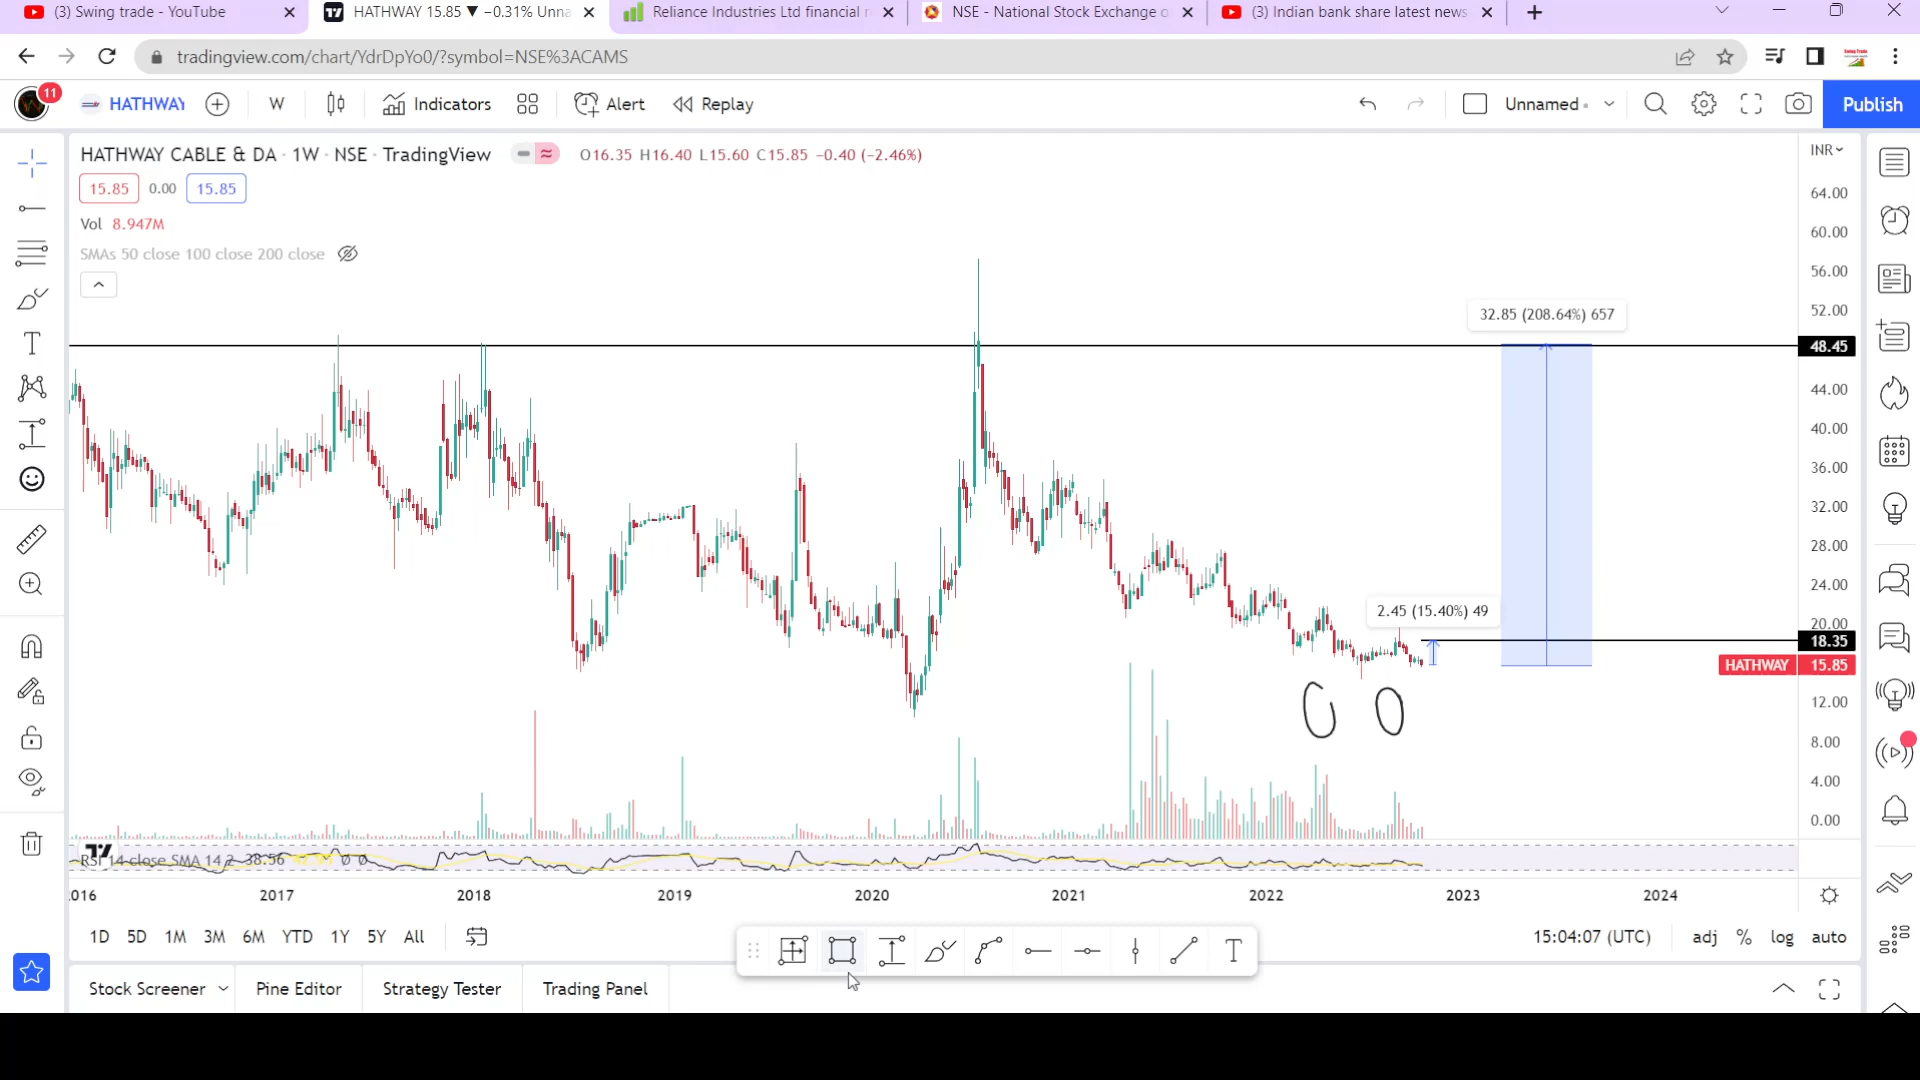 (3) Swing trade - YouTube
HATHWAY 15.85 ▼ −0.31% Unna
Reliance Industries Ltd financial r
NSE - National Stock Exchange o
(3) Indian bank share latest news
tradingview.com/chart/YdrDpYo0/?symbol=NSE%3ACAMS
11
HATHWAY
W
Indicators
Alert
Replay
Unnamed
Publish
HATHWAY CABLE & DA · 1W · NSE · TradingView
O16.35 H16.40 L15.60 C15.85 −0.40 (−2.46%)
INR
15.85 0.00 15.85
Vol 8.947M
SMAs 50 close 100 close 200 close
64.00
60.00
56.00
52.00
48.45
44.00
40.00
36.00
32.00
28.00
24.00
20.00
18.35
HATHWAY 15.85
12.00
8.00
4.00
0.00
32.85 (208.64%) 657
2.45 (15.40%) 49
RSI 14 close SMA 14 2 38.56
2016 2017 2018 2019 2020 2021 2022 2023 2024
1D 5D 1M 3M 6M YTD 1Y 5Y All
15:04:07 (UTC)
adj % log auto
Stock Screener
Pine Editor
Strategy Tester
Trading Panel